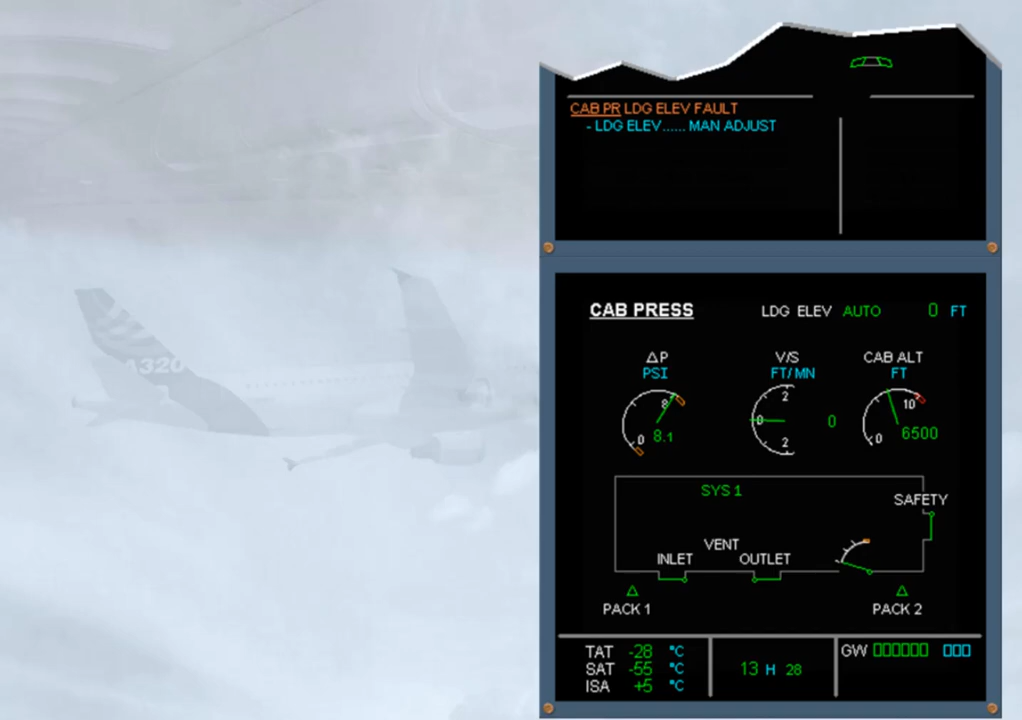 CAB PR LDG ELEV FAULT
- LDG ELEV...... MAN ADJUST
CAB PRESS LDG ELEV AUTO 0 FT
ΔP V/S CAB ALT
PSI FT/MN FT
8 2 10
0 0
8.1 0 2 0 6500
SYS 1
SAFETY
VENT
INLET OUTLET
PACK 1 PACK 2
TAT -28 °C
SAT -55 °C 13 H 28
ISA +5 °C
GW
A320